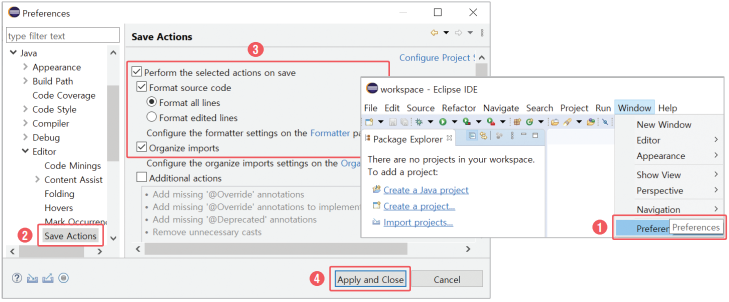 Preferences
type filter text
Java
Appearance
Build Path
Code Coverage
Code Style
Compiler
Debug
Editor
Code Minings
Content Assist
Folding
Hovers
Mark Occurrenc
2
Save Actions
Save Actions
3
Configure Project S
Perform the selected actions on save
Format source code
Format all lines
Format edited lines
Configure the formatter settings on the Formatter pa
Organize imports
Configure the organize imports settings on the Orga
Additional actions
• Add missing '@Override' annotations
• Add missing '@Override' annotations to implement
• Add missing '@Deprecated' annotations
• Remove unnecessary casts
4
Apply and Close
Cancel
workspace - Eclipse IDE
File Edit Source Refactor Navigate Search Project Run Window Help
Package Explorer
There are no projects in your workspace.
To add a project:
Create a Java project
Create a project...
Import projects...
New Window
Editor
Appearance
Show View
Perspective
Navigation
1
Preferen
Preferences